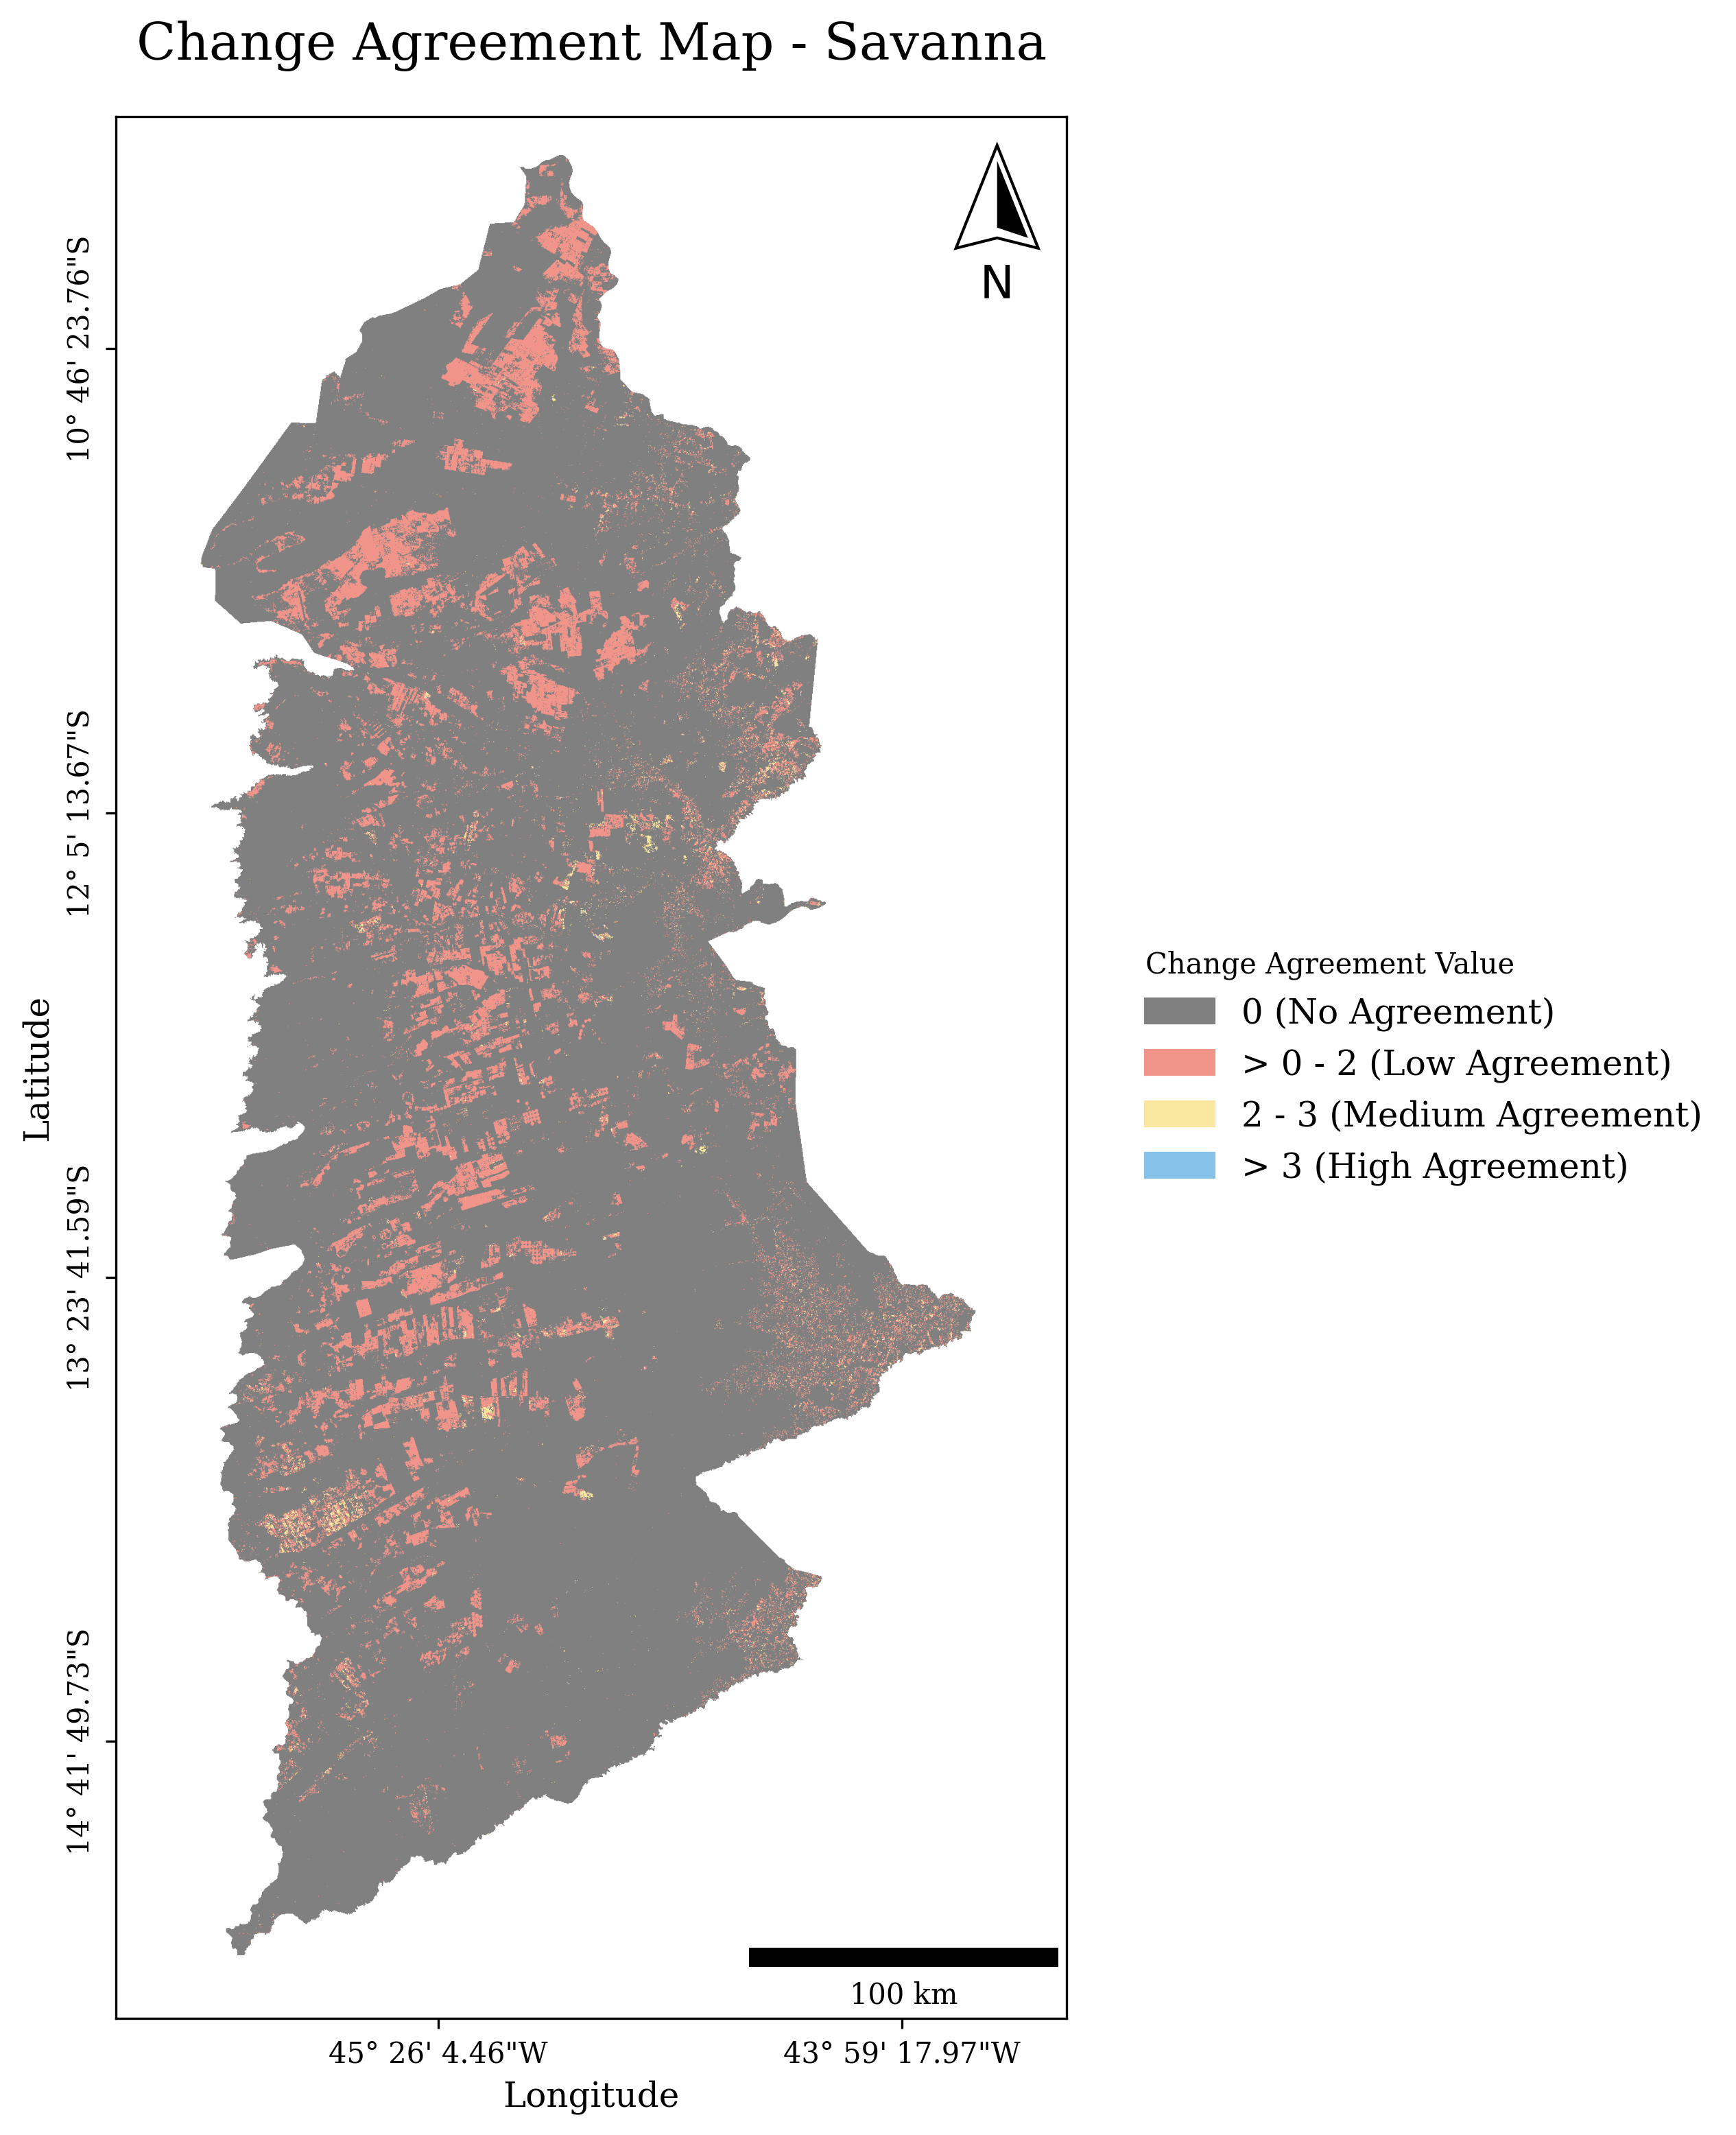 Change Agreement Map - Savanna
N
10° 46' 23.76"S
12° 5' 13.67"S
13° 23' 41.59"S
14° 41' 49.73"S
Latitude
100 km
45° 26' 4.46"W
43° 59' 17.97"W
Longitude
Change Agreement Value
0 (No Agreement)
> 0 - 2 (Low Agreement)
2 - 3 (Medium Agreement)
> 3 (High Agreement)